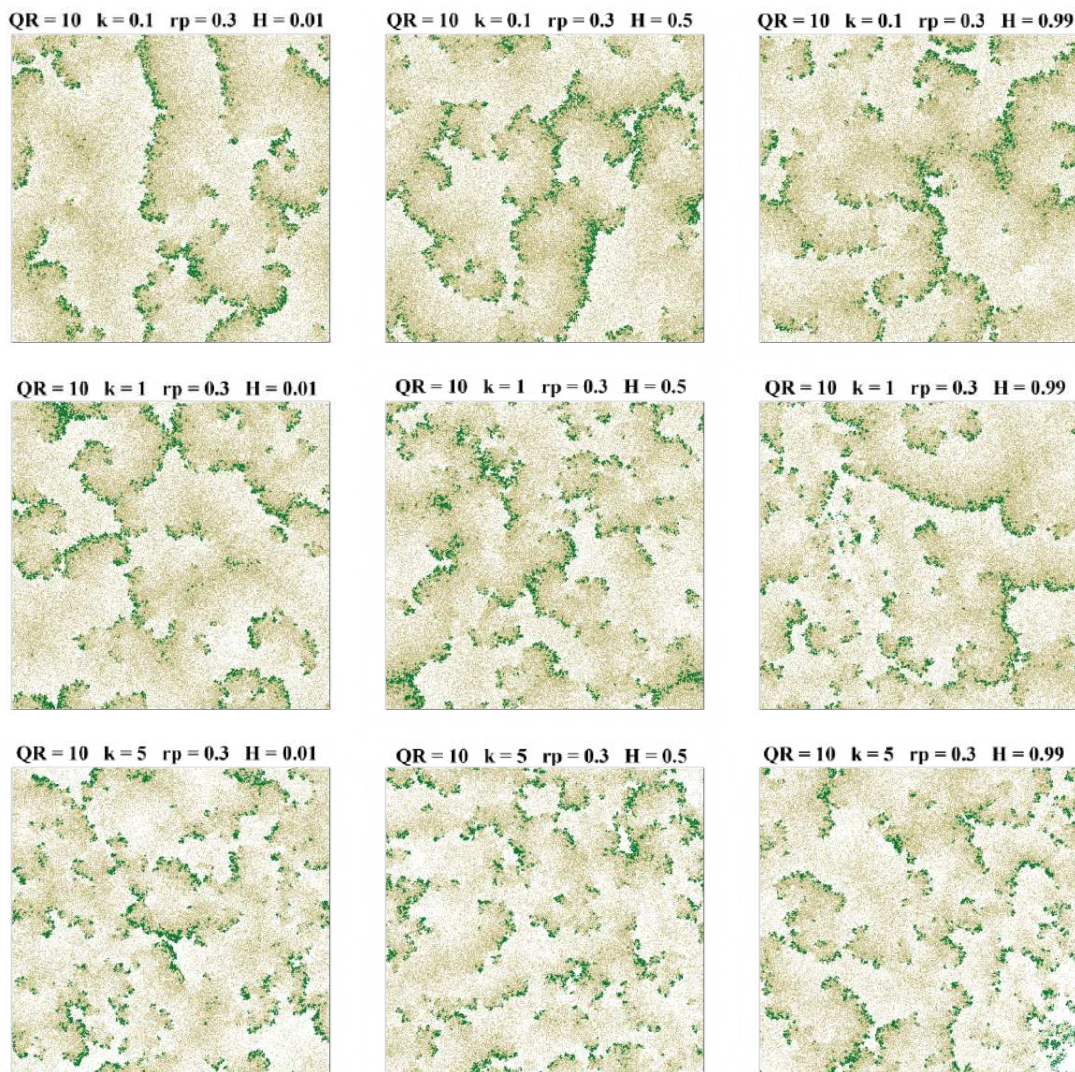 QR = 10 k = 0.1 rp = 0.3 H = 0.01
QR = 10 k = 0.1 rp = 0.3 H = 0.5
QR = 10 k = 0.1 rp = 0.3 H = 0.99
QR = 10 k = 1 rp = 0.3 H = 0.01
QR = 10 k = 1 rp = 0.3 H = 0.5
QR = 10 k = 1 rp = 0.3 H = 0.99
QR = 10 k = 5 rp = 0.3 H = 0.01
QR = 10 k = 5 rp = 0.3 H = 0.5
QR = 10 k = 5 rp = 0.3 H = 0.99